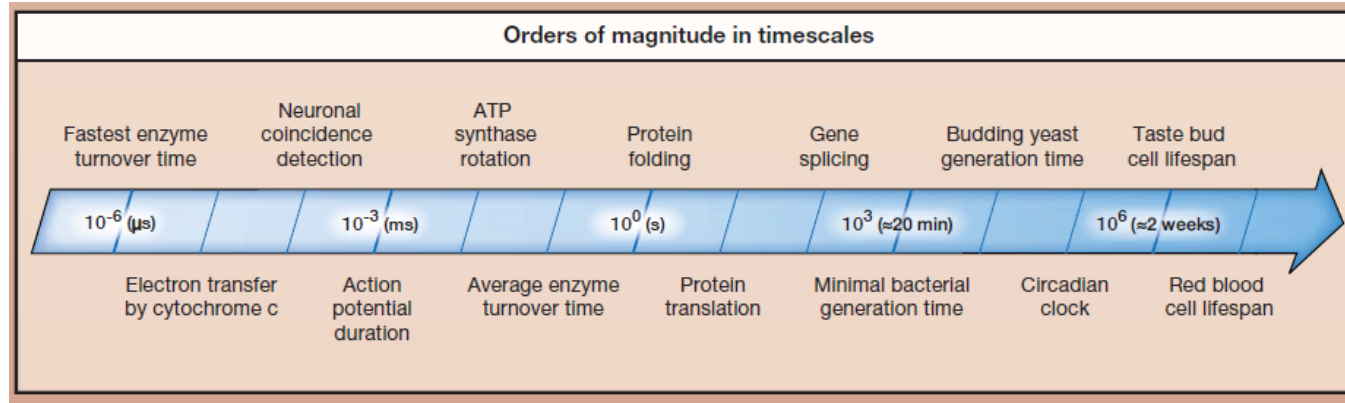 Orders of magnitude in timescales
Fastest enzyme
turnover time
Neuronal
coincidence
detection
ATP
synthase
rotation
Protein
folding
Gene
splicing
Budding yeast
generation time
Taste bud
cell lifespan
10⁻⁶ (μs)
10⁻³ (ms)
10⁰ (s)
10³ (≈20 min)
10⁶ (≈2 weeks)
Electron transfer
by cytochrome c
Action
potential
duration
Average enzyme
turnover time
Protein
translation
Minimal bacterial
generation time
Circadian
clock
Red blood
cell lifespan